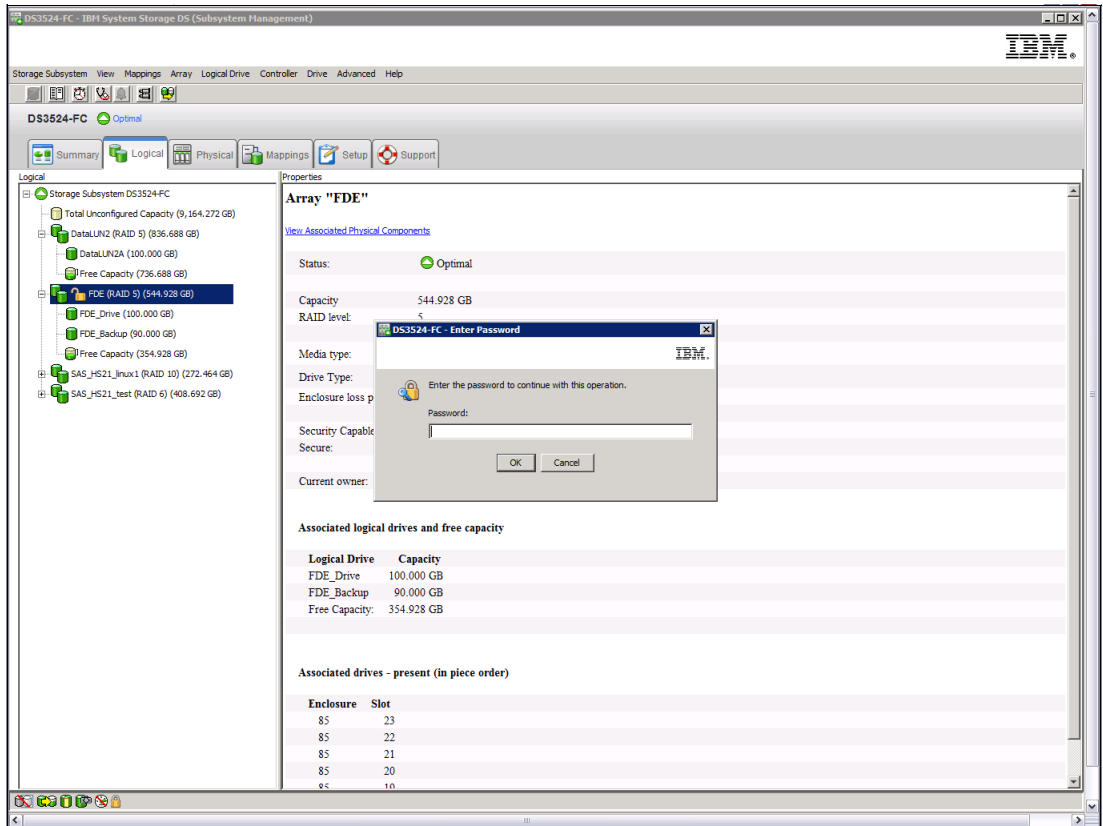 DS3524-FC - IBM System Storage DS (Subsystem Management)
IBM.
Storage Subsystem View Mappings Array Logical Drive Controller Drive Advanced Help
DS3524-FC Optimal
Summary Logical Physical Mappings Setup Support
Logical
Storage Subsystem DS3524-FC
Total Unconfigured Capacity (9,164.272 GB)
DataLUN2 (RAID 5) (836.688 GB)
DataLUN2A (100.000 GB)
Free Capacity (736.688 GB)
FDE (RAID 5) (544.928 GB)
FDE_Drive (100.000 GB)
FDE_Backup (90.000 GB)
Free Capacity (354.928 GB)
SAS_HS21_linux1 (RAID 10) (272.464 GB)
SAS_HS21_test (RAID 6) (408.692 GB)
Properties
Array "FDE"
View Associated Physical Components
Status: Optimal
Capacity 544.928 GB
RAID level: 5
Media type:
Drive Type:
Enclosure loss p
Security Capable
Secure:
Current owner:
DS3524-FC - Enter Password
IBM.
Enter the password to continue with this operation.
Password:
OK Cancel
Associated logical drives and free capacity
Logical Drive Capacity
FDE_Drive 100.000 GB
FDE_Backup 90.000 GB
Free Capacity: 354.928 GB
Associated drives - present (in piece order)
Enclosure Slot
85 23
85 22
85 21
85 20
85 19